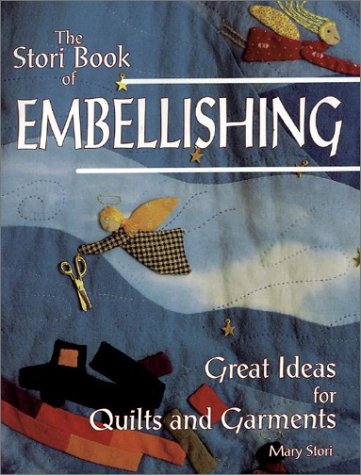 The
Stori Book
of
EMBELLISHING
Great Ideas
for
Quilts and Garments
Mary Stori